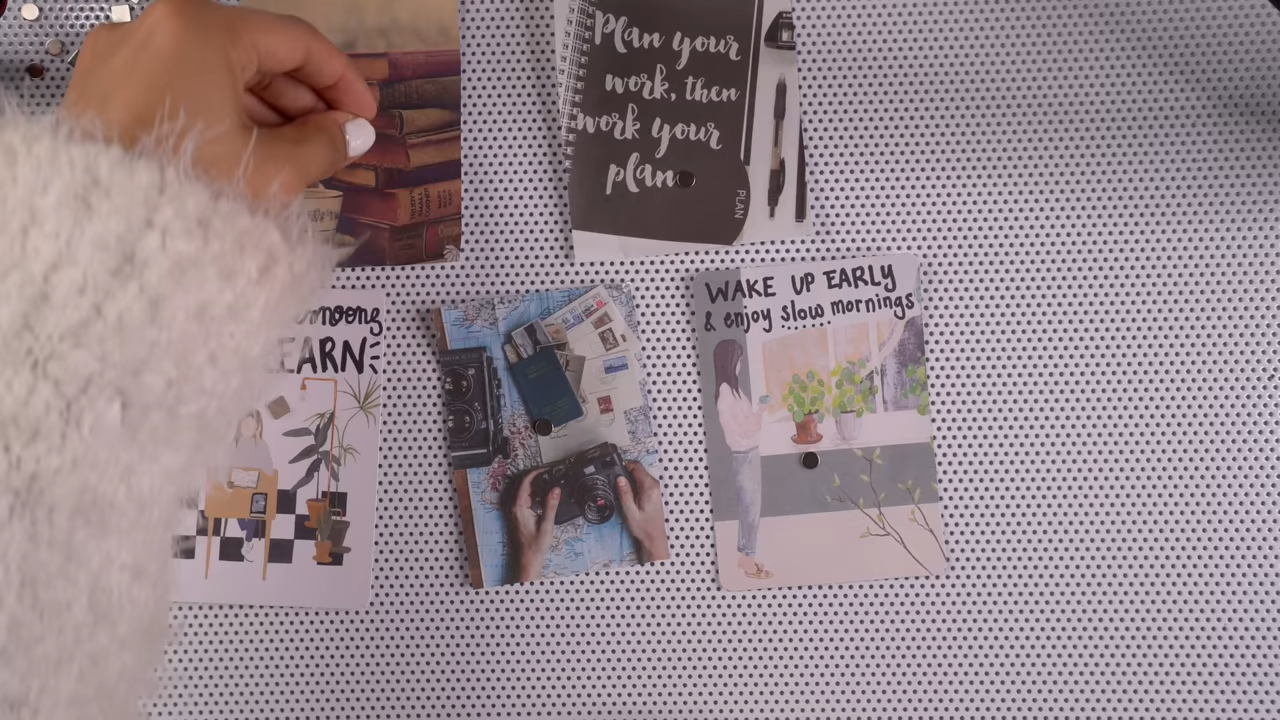 Plan your
work, then
work your
plan
PLAN
WAKE UP EARLY
& enjoy slow mornings
EARN